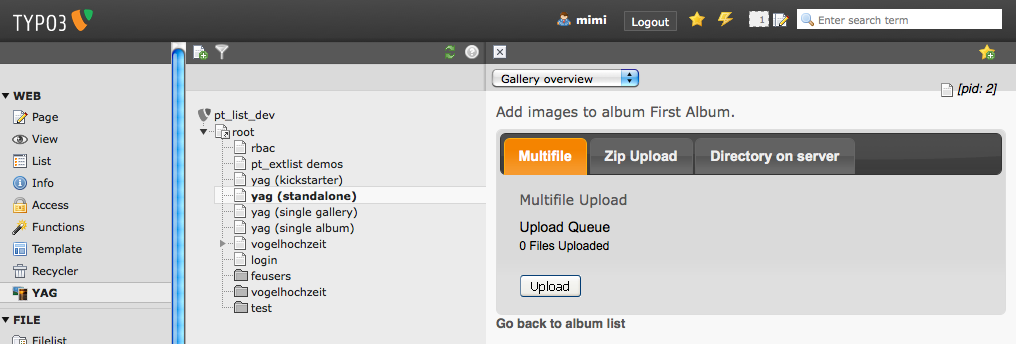 TYPO3
mimi
Logout
1
Enter search term
Gallery overview
[pid: 2]
WEB
Page
View
List
Info
Access
Functions
Template
Recycler
YAG
FILE
Filelist
pt_list_dev
root
rbac
pt_extlist demos
yag (kickstarter)
yag (standalone)
yag (single gallery)
yag (single album)
vogelhochzeit
login
feusers
vogelhochzeit
test
Add images to album First Album.
Multifile Zip Upload Directory on server
Multifile Upload
Upload Queue
0 Files Uploaded
Upload
Go back to album list